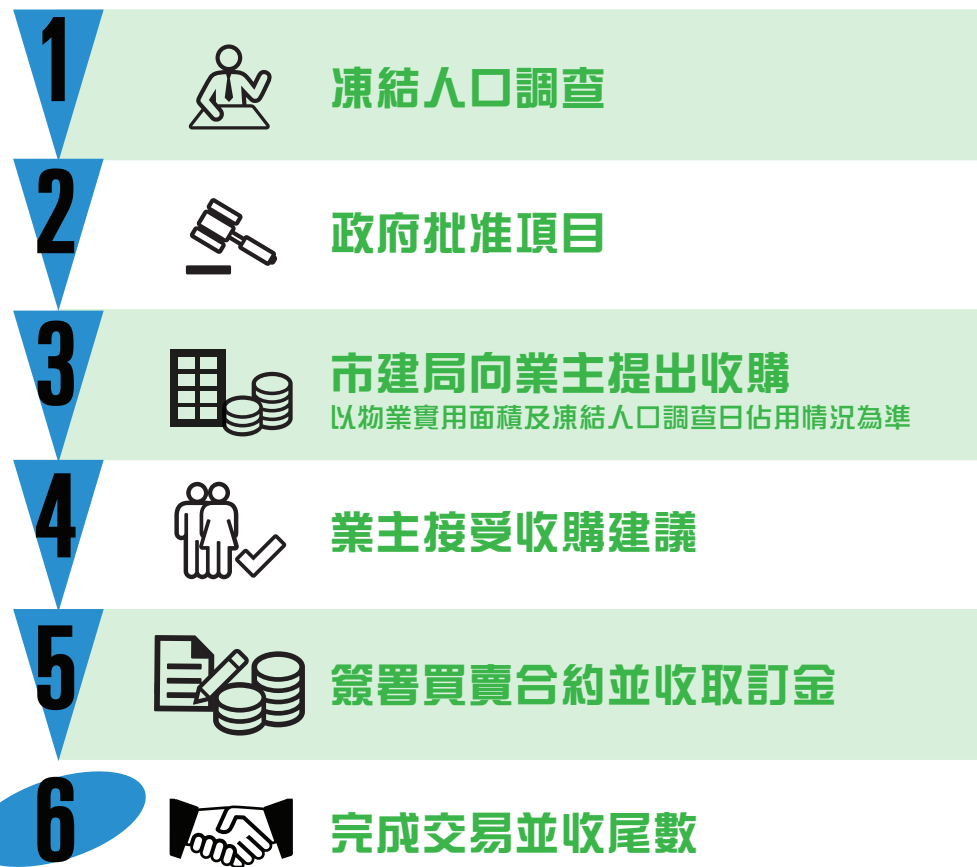 1
凍結人口調查
2
政府批准項目
3
市建局向業主提出收購
以物業實用面積及凍結人口調查日佔用情況為準
4
業主接受收購建議
5
簽署買賣合約並收取訂金
6
完成交易並收尾數